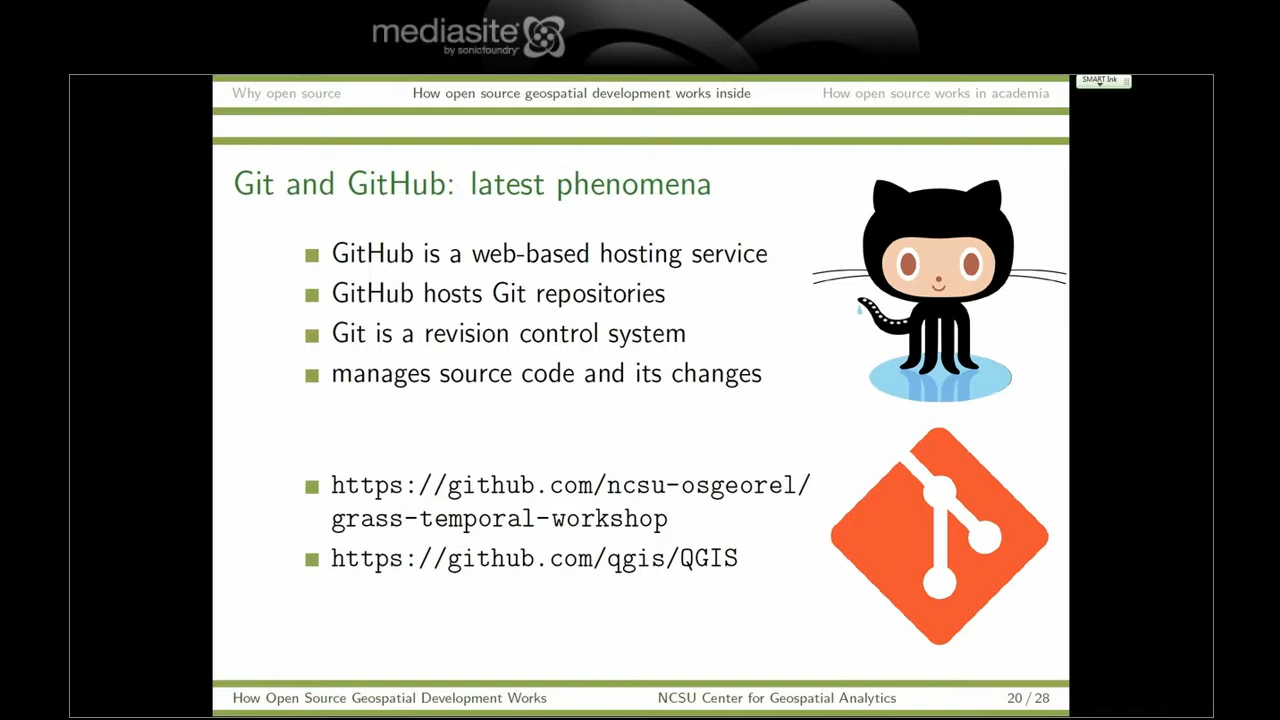 mediasite
by sonicfoundry
SMART Ink
Why open source
How open source geospatial development works inside
How open source works in academia
Git and GitHub: latest phenomena
GitHub is a web-based hosting service
GitHub hosts Git repositories
Git is a revision control system
manages source code and its changes
https://github.com/ncsu-osgeorel/
grass-temporal-workshop
https://github.com/qgis/QGIS
How Open Source Geospatial Development Works
NCSU Center for Geospatial Analytics
20 / 28